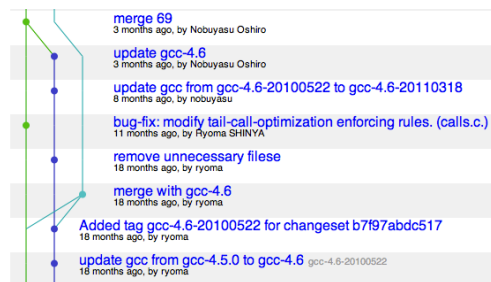 merge 69
3 months ago, by Nobuyasu Oshiro
update gcc-4.6
3 months ago, by Nobuyasu Oshiro
update gcc from gcc-4.6-20100522 to gcc-4.6-20110318
8 months ago, by nobuyasu
bug-fix: modify tail-call-optimization enforcing rules. (calls.c.)
11 months ago, by Ryoma SHINYA
remove unnecessary filese
18 months ago, by ryoma
merge with gcc-4.6
18 months ago, by ryoma
Added tag gcc-4.6-20100522 for changeset b7f97abdc517
18 months ago, by ryoma
update gcc from gcc-4.5.0 to gcc-4.6 gcc-4.6-20100522
18 months ago, by ryoma